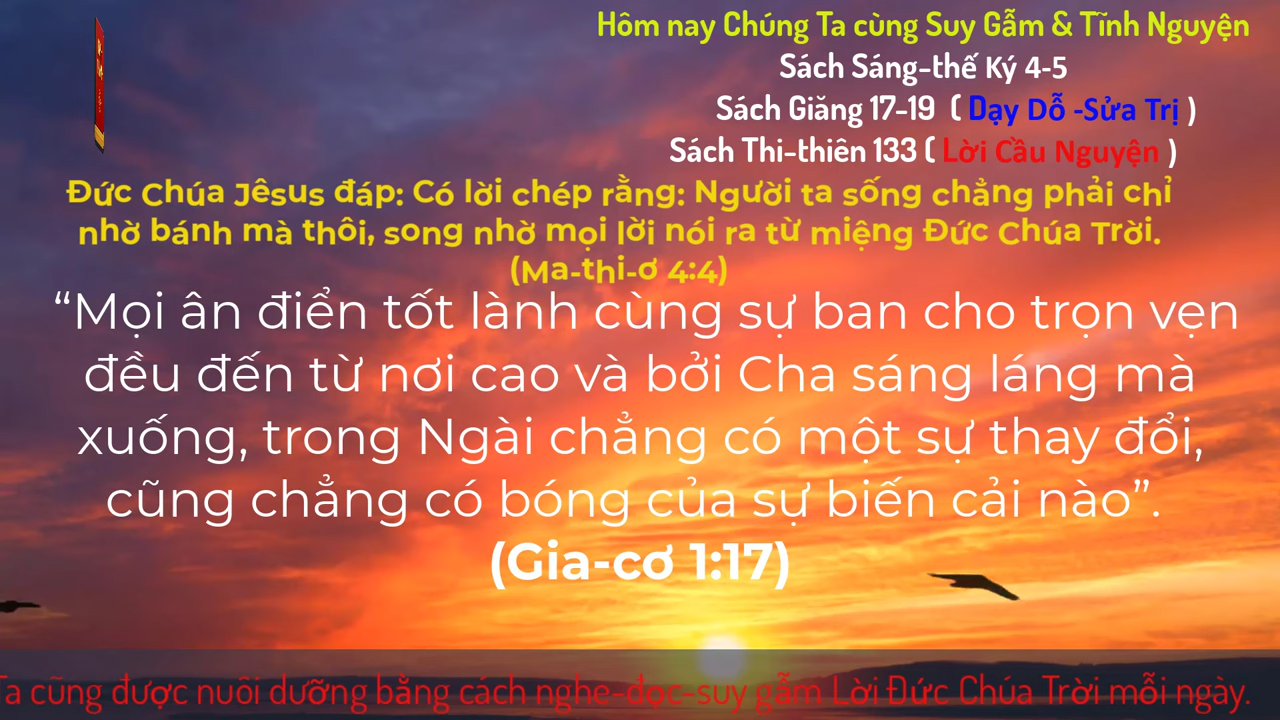 Hôm nay Chúng Ta cùng Suy Gẫm & Tĩnh Nguyện
Sách Sáng-thế Ký 4-5
Sách Giăng 17-19 ( Dạy Dỗ -Sửa Trị )
Sách Thi-thiên 133 ( Lời Cầu Nguyện )
Đức Chúa Jêsus đáp: Có lời chép rằng: Người ta sống chẳng phải chỉ
nhờ bánh mà thôi, song nhờ mọi lời nói ra từ miệng Đức Chúa Trời.
(Ma-thi-ơ 4:4)
“Mọi ân điển tốt lành cùng sự ban cho trọn vẹn
đều đến từ nơi cao và bởi Cha sáng láng mà
xuống, trong Ngài chẳng có một sự thay đổi,
cũng chẳng có bóng của sự biến cải nào”.
(Gia-cơ 1:17)
Ta cũng được nuôi dưỡng bằng cách nghe-đọc-suy gẫm Lời Đức Chúa Trời mỗi ngày.